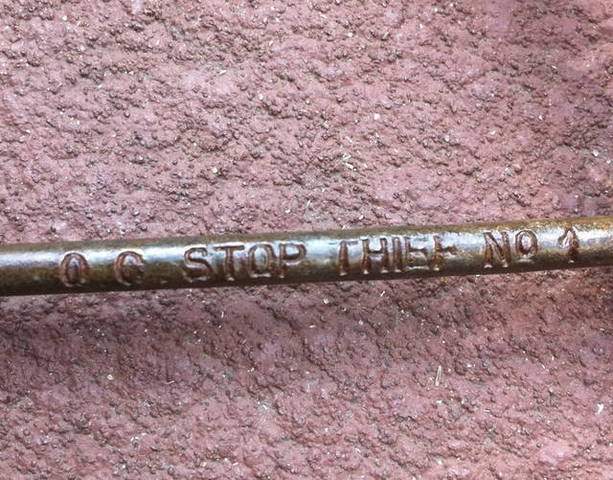 O G STOP THIEF No 1